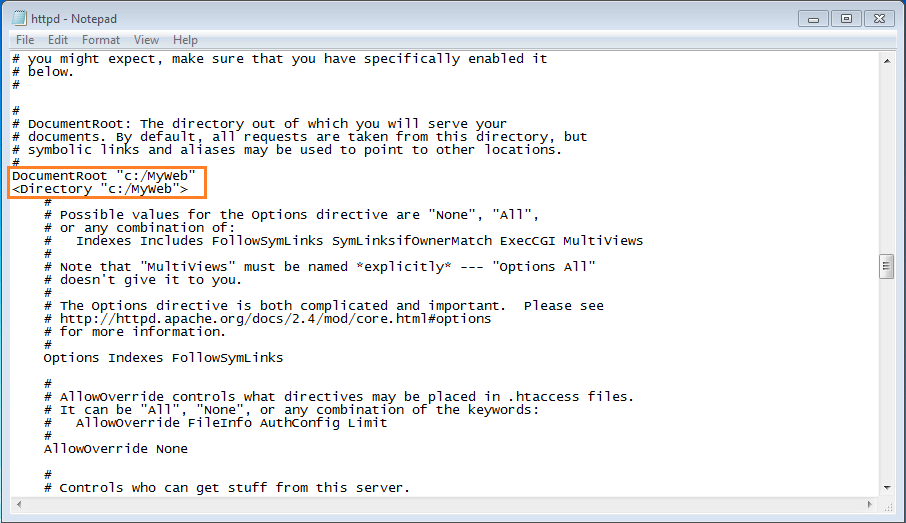 httpd - Notepad
File Edit Format View Help
# you might expect, make sure that you have specifically enabled it
# below.
#
#
# DocumentRoot: The directory out of which you will serve your
# documents. By default, all requests are taken from this directory, but
# symbolic links and aliases may be used to point to other locations.
#
DocumentRoot "c:/MyWeb"
<Directory "c:/MyWeb">
#
# Possible values for the Options directive are "None", "All",
# or any combination of:
#   Indexes Includes FollowSymLinks SymLinksifOwnerMatch ExecCGI MultiViews
#
# Note that "MultiViews" must be named *explicitly* --- "Options All"
# doesn't give it to you.
#
# The Options directive is both complicated and important.  Please see
# http://httpd.apache.org/docs/2.4/mod/core.html#options
# for more information.
#
Options Indexes FollowSymLinks
#
# AllowOverride controls what directives may be placed in .htaccess files.
# It can be "All", "None", or any combination of the keywords:
#   AllowOverride FileInfo AuthConfig Limit
#
AllowOverride None
#
# Controls who can get stuff from this server.